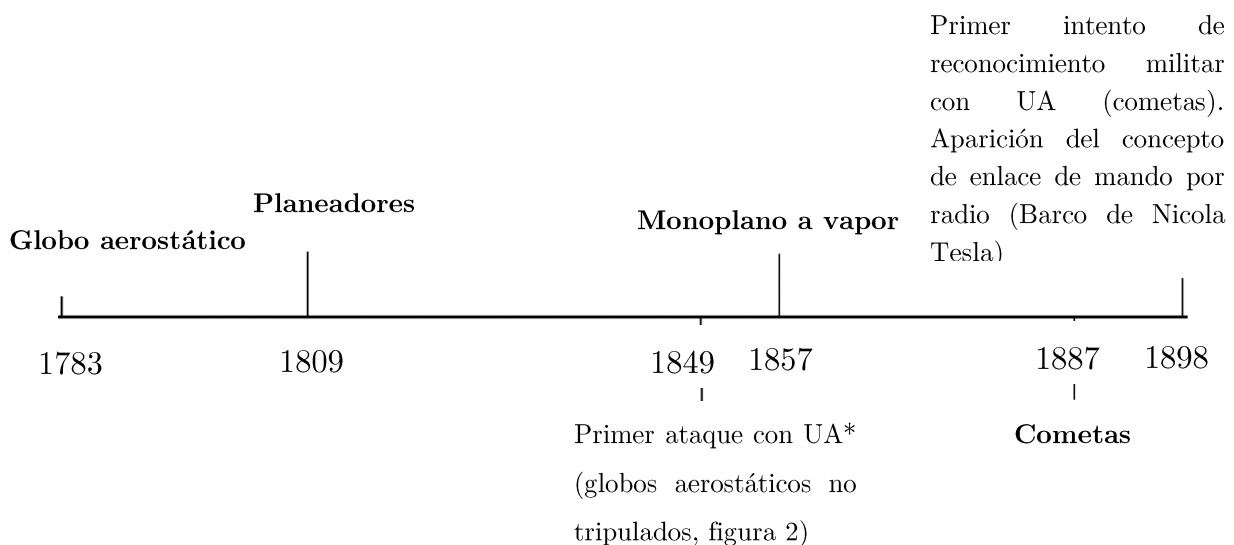 Primer intento de
reconocimiento militar
con UA (cometas).
Aparición del concepto
de enlace de mando por
radio (Barco de Nicola
Tesla)
Planeadores
Globo aerostático
Monoplano a vapor
1783
1809
1849
1857
1887
1898
Primer ataque con UA*
(globos aerostáticos no
tripulados, figura 2)
Cometas